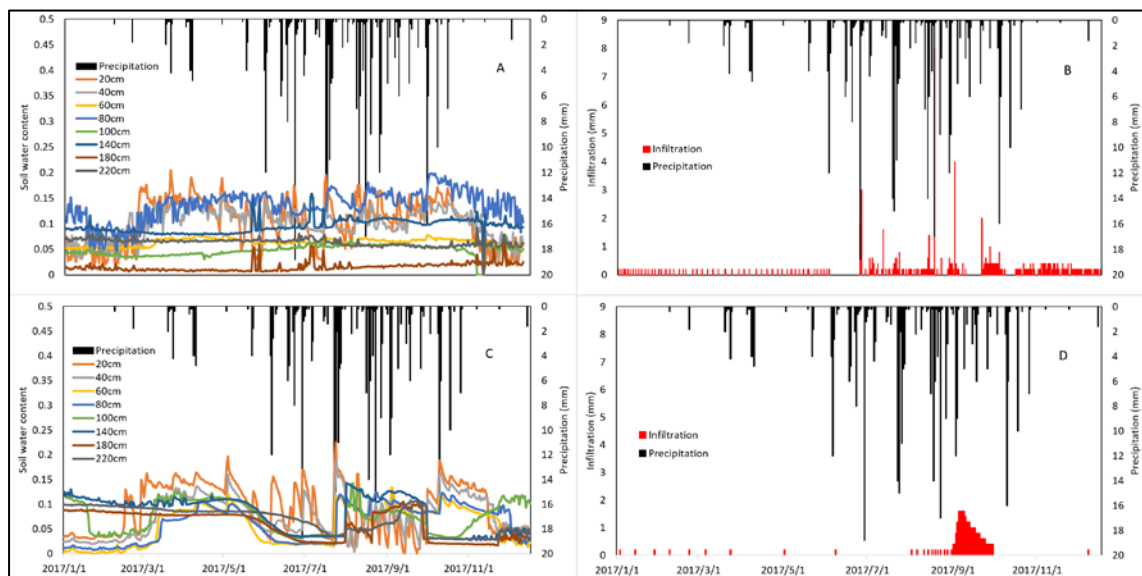 0.5
0.45
0.4
0.35
0.3
0.25
0.2
0.15
0.1
0.05
0
Soil water content
Precipitation
20cm
40cm
60cm
80cm
100cm
140cm
180cm
220cm
A
0
2
4
6
8
10
12
14
16
18
20
Precipitation (mm)
9
8
7
6
5
4
3
2
1
0
Infiltration (mm)
Infiltration
Precipitation
B
0
2
4
6
8
10
12
14
16
18
20
Precipitation (mm)
0.5
0.45
0.4
0.35
0.3
0.25
0.2
0.15
0.1
0.05
0
Soil water content
Precipitation
20cm
40cm
60cm
80cm
100cm
140cm
180cm
220cm
C
0
2
4
6
8
10
12
14
16
18
20
Precipitation (mm)
2017/1/1 2017/3/1 2017/5/1 2017/7/1 2017/9/1 2017/11/1
9
8
7
6
5
4
3
2
1
0
Infiltration (mm)
Infiltration
Precipitation
D
0
2
4
6
8
10
12
14
16
18
20
Precipitation (mm)
2017/1/1 2017/3/1 2017/5/1 2017/7/1 2017/9/1 2017/11/1